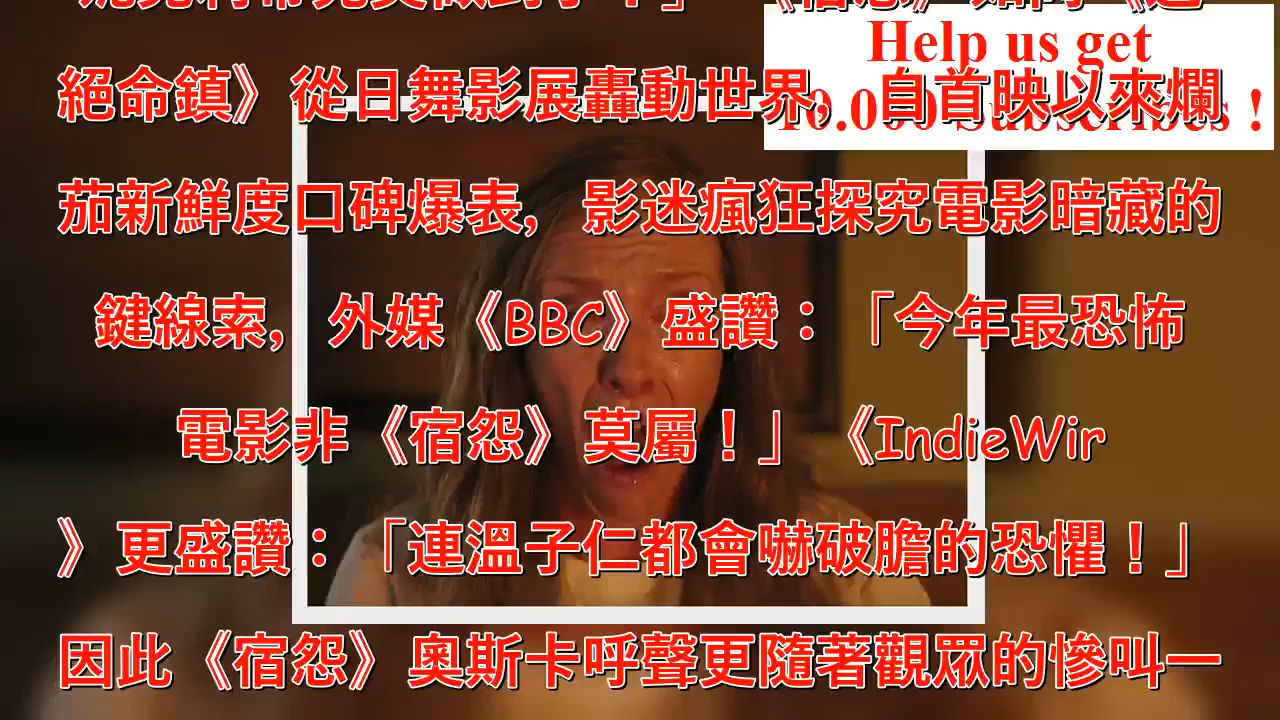 Help us get
10.000 Subscribes !
絕命鎮》從日舞影展轟動世界，自首映以來爛
茄新鮮度口碑爆表，影迷瘋狂探究電影暗藏的
鍵線索，外媒《BBC》盛讚：「今年最恐怖
電影非《宿怨》莫屬！」《IndieWir
》更盛讚：「連溫子仁都會嚇破膽的恐懼！」
因此《宿怨》奧斯卡呼聲更隨著觀眾的慘叫一